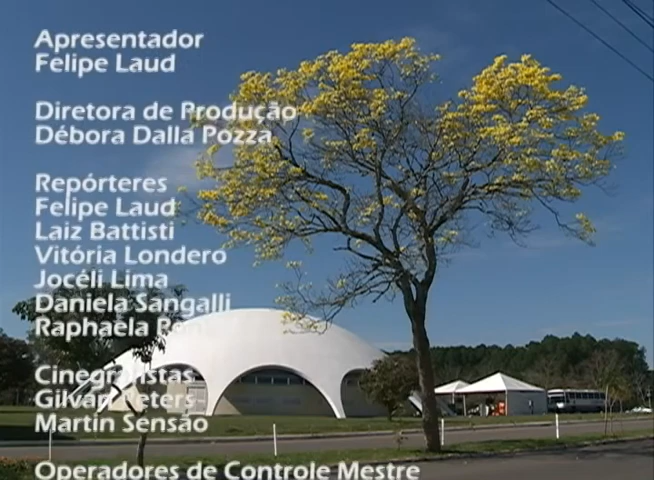 Apresentador
Felipe Laud
Diretora de Produção
Débora Dalla Pozza
Repórteres
Felipe Laud
Laiz Battisti
Vitória Londero
Jocéli Lima
Daniela Sangalli
Raphaela
Cinegrafistas
Gilvan Peters
Martin Sensão
Operadores de Controle Mestre